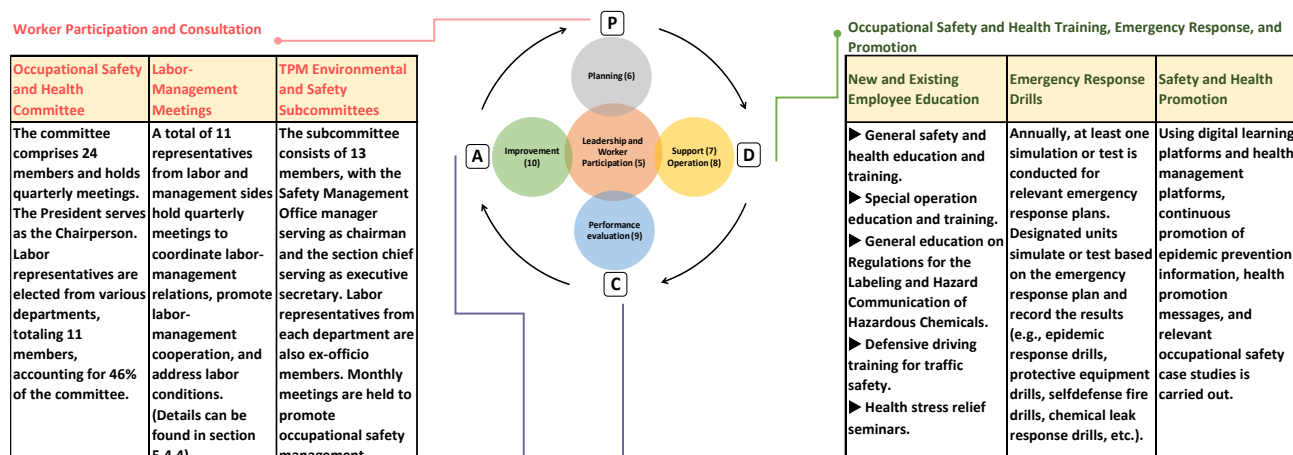 Worker Participation and Consultation
Occupational Safety
and Health
Committee
The committee
comprises 24
members and holds
quarterly meetings.
The President serves
as the Chairperson.
Labor
representatives are
elected from various
departments,
totaling 11
members,
accounting for 46%
of the committee.
Labor-
Management
Meetings
A total of 11
representatives
from labor and
management sides
hold quarterly
meetings to
coordinate labor-
management
relations, promote
labor-
management
cooperation, and
address labor
conditions.
(Details can be
found in section
5.4.4)
TPM Environmental
and Safety
Subcommittees
The subcommittee
consists of 13
members, with the
Safety Management
Office manager
serving as chairman
and the section chief
serving as executive
secretary. Labor
representatives from
each department are
also ex-officio
members. Monthly
meetings are held to
promote
occupational safety
management
P
Planning (6)
A
Improvement
(10)
Leadership and
Worker
Participation (5)
Support (7)
Operation (8)
D
Performance
evaluation (9)
C
Occupational Safety and Health Training, Emergency Response, and
Promotion
New and Existing
Employee Education
▶ General safety and
health education and
training.
▶ Special operation
education and training.
▶ General education on
Regulations for the
Labeling and Hazard
Communication of
Hazardous Chemicals.
▶ Defensive driving
training for traffic
safety.
▶ Health stress relief
seminars.
Emergency Response
Drills
Annually, at least one
simulation or test is
conducted for
relevant emergency
response plans.
Designated units
simulate or test based
on the emergency
response plan and
record the results
(e.g., epidemic
response drills,
protective equipment
drills, selfdefense fire
drills, chemical leak
response drills, etc.).
Safety and Health
Promotion
Using digital learning
platforms and health
management
platforms,
continuous
promotion of
epidemic prevention
information, health
promotion
messages, and
relevant
occupational safety
case studies is
carried out.